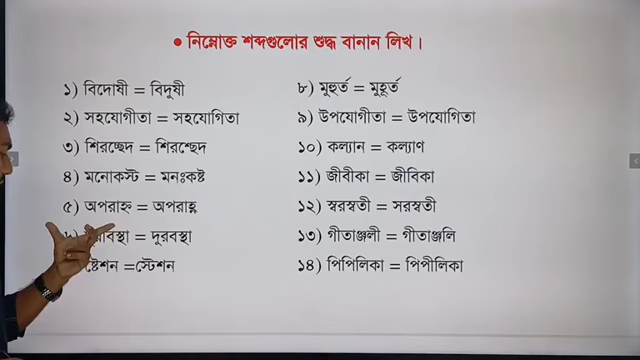 • নিম্নোক্ত শব্দগুলোর শুদ্ধ বানান লিখ।
১) বিদোষী = বিদুষী
২) সহযোগীতা = সহযোগিতা
৩) শিরচ্ছেদ = শিরশ্ছেদ
৪) মনোকস্ট = মনঃকষ্ট
৫) অপরাহ্ন = অপরাহ্ণ
= দুরবস্থা
ষ্টেশন =স্টেশন
৮) মুহুর্ত = মুহূর্ত
৯) উপযোগীতা = উপযোগিতা
১০) কল্যান = কল্যাণ
১১) জীবীকা = জীবিকা
১২) স্বরস্বতী = সরস্বতী
১৩) গীতাঞ্জলী = গীতাঞ্জলি
১৪) পিপিলিকা = পিপীলিকা